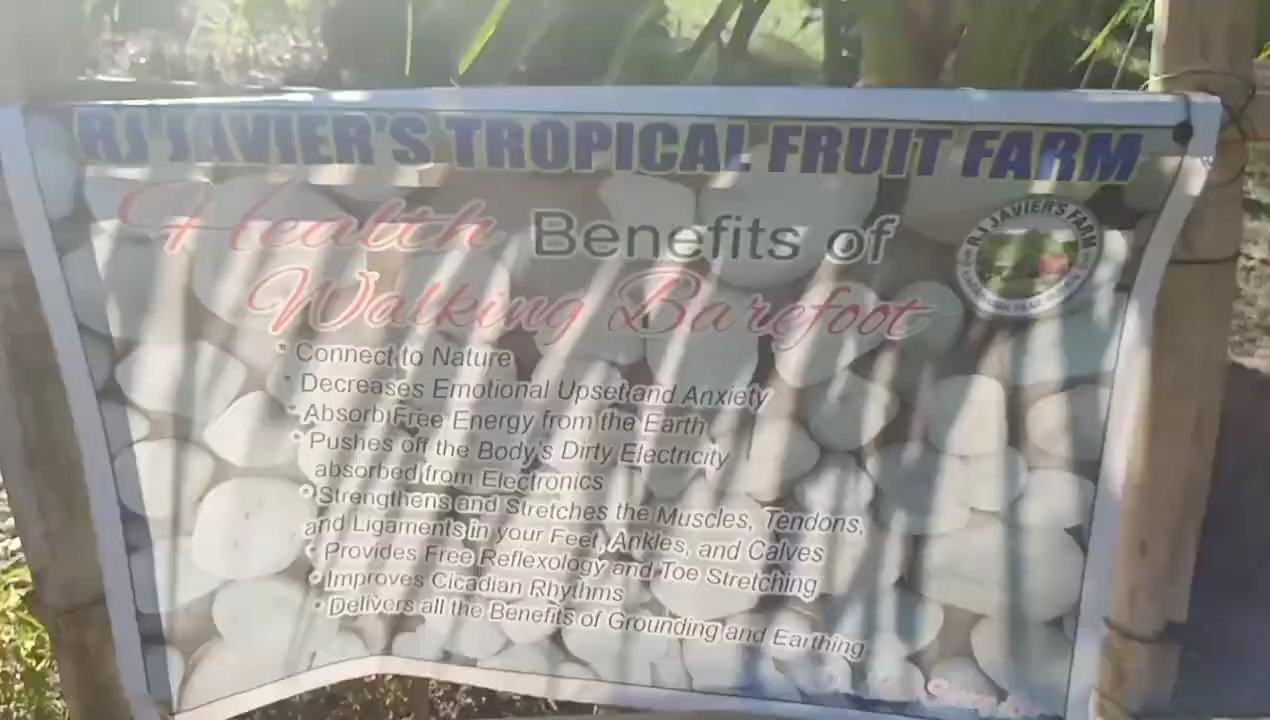 RJ JAVIER'S TROPICAL FRUIT FARM
Health Benefits of
Walking Barefoot
R.J JAVIER'S FARM
* Connect to Nature
* Decreases Emotional Upset and Anxiety
* Absorb Free Energy from the Earth
* Pushes off the Body's Dirty Electricity
absorbed from Electronics
* Strengthens and Stretches the Muscles, Tendons,
and Ligaments in your Feet, Ankles, and Calves
* Provides Free Reflexology and Toe Stretching
* Improves Cicadian Rhythms
* Delivers all the Benefits of Grounding and Earthing